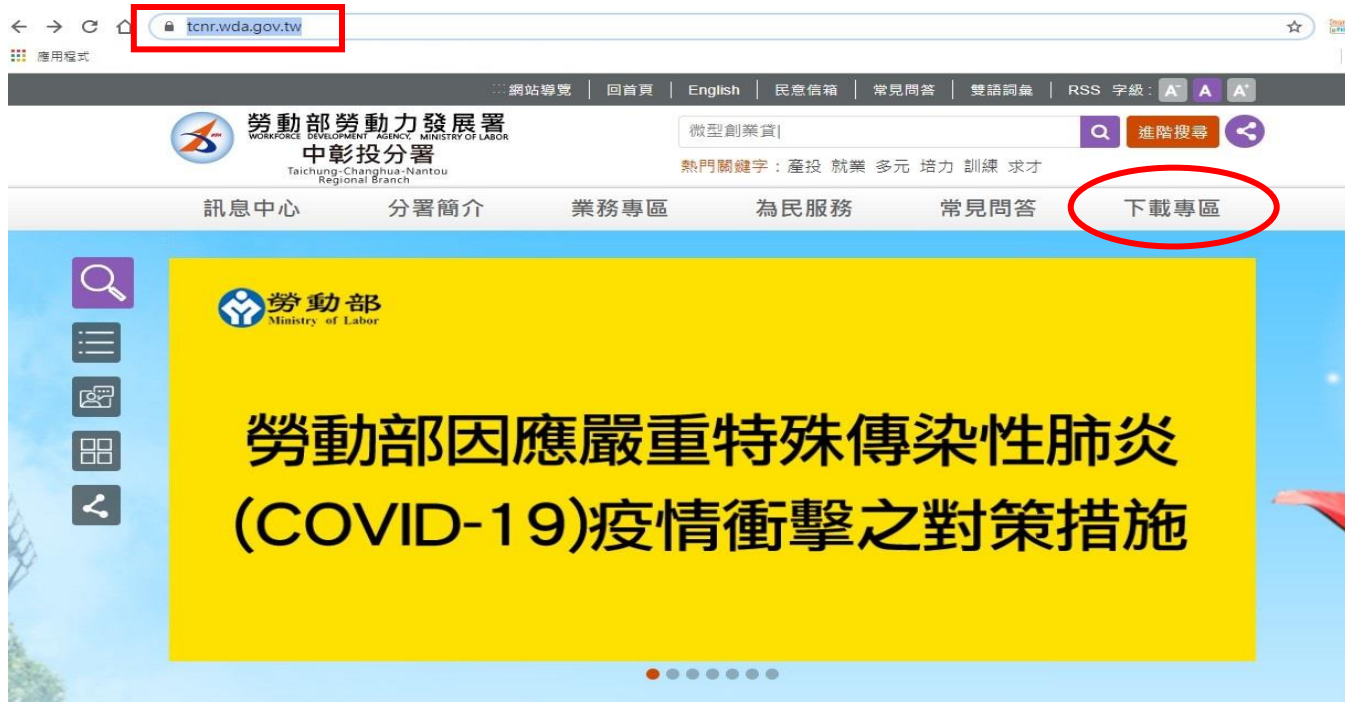 tcnr.wda.gov.tw
應用程式
網站導覽 | 回首頁 | English | 民意信箱 | 常見問答 | 雙語詞彙 | RSS 字級: A- A A+
勞動部勞動力發展署
WORKFORCE DEVELOPMENT AGENCY, MINISTRY OF LABOR
中彰投分署
Taichung-Changhua-Nantou
Regional Branch
微型創業貸
進階搜尋
熱門關鍵字：產投 就業 多元 培力 訓練 求才
訊息中心 分署簡介 業務專區 為民服務 常見問答 下載專區
勞動部
Ministry of Labor
勞動部因應嚴重特殊傳染性肺炎
(COVID-19)疫情衝擊之對策措施